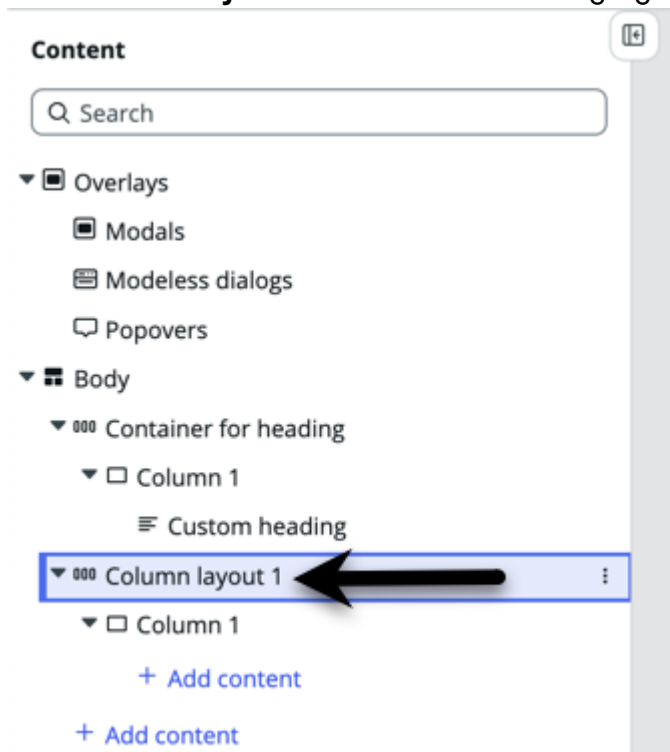 Content
Search
Overlays
Modals
Modeless dialogs
Popovers
Body
Container for heading
Column 1
Custom heading
Column layout 1
Column 1
+ Add content
+ Add content